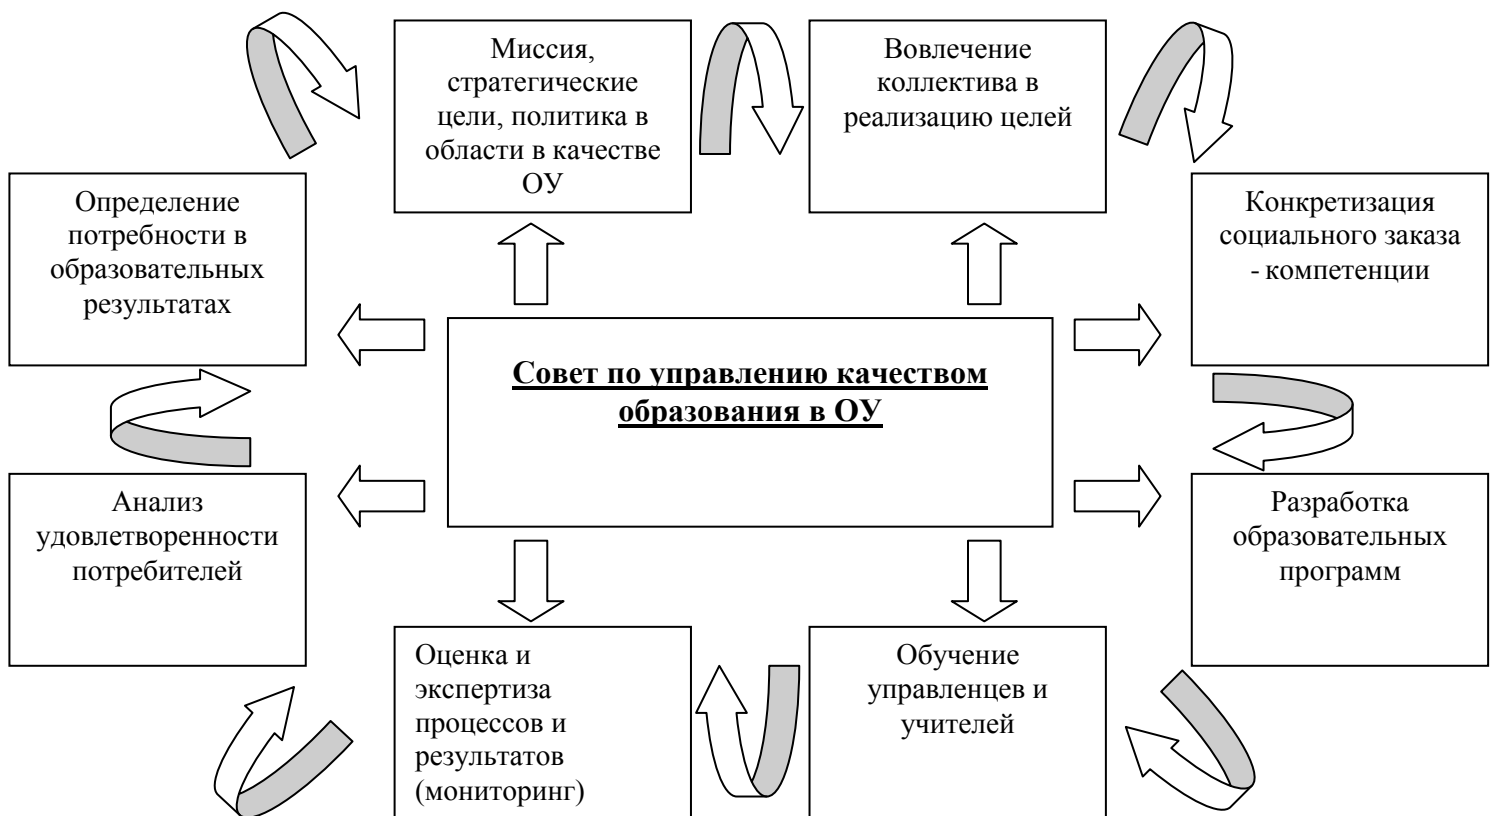 Миссия,
стратегические
цели, политика в
области в качестве
ОУ
Вовлечение
коллектива в
реализацию целей
Определение
потребности в
образовательных
результатах
Конкретизация
социального заказа
- компетенции
Совет по управлению качеством
образования в ОУ
Анализ
удовлетворенности
потребителей
Разработка
образовательных
программ
Оценка и
экспертиза
процессов и
результатов
(мониторинг)
Обучение
управленцев и
учителей